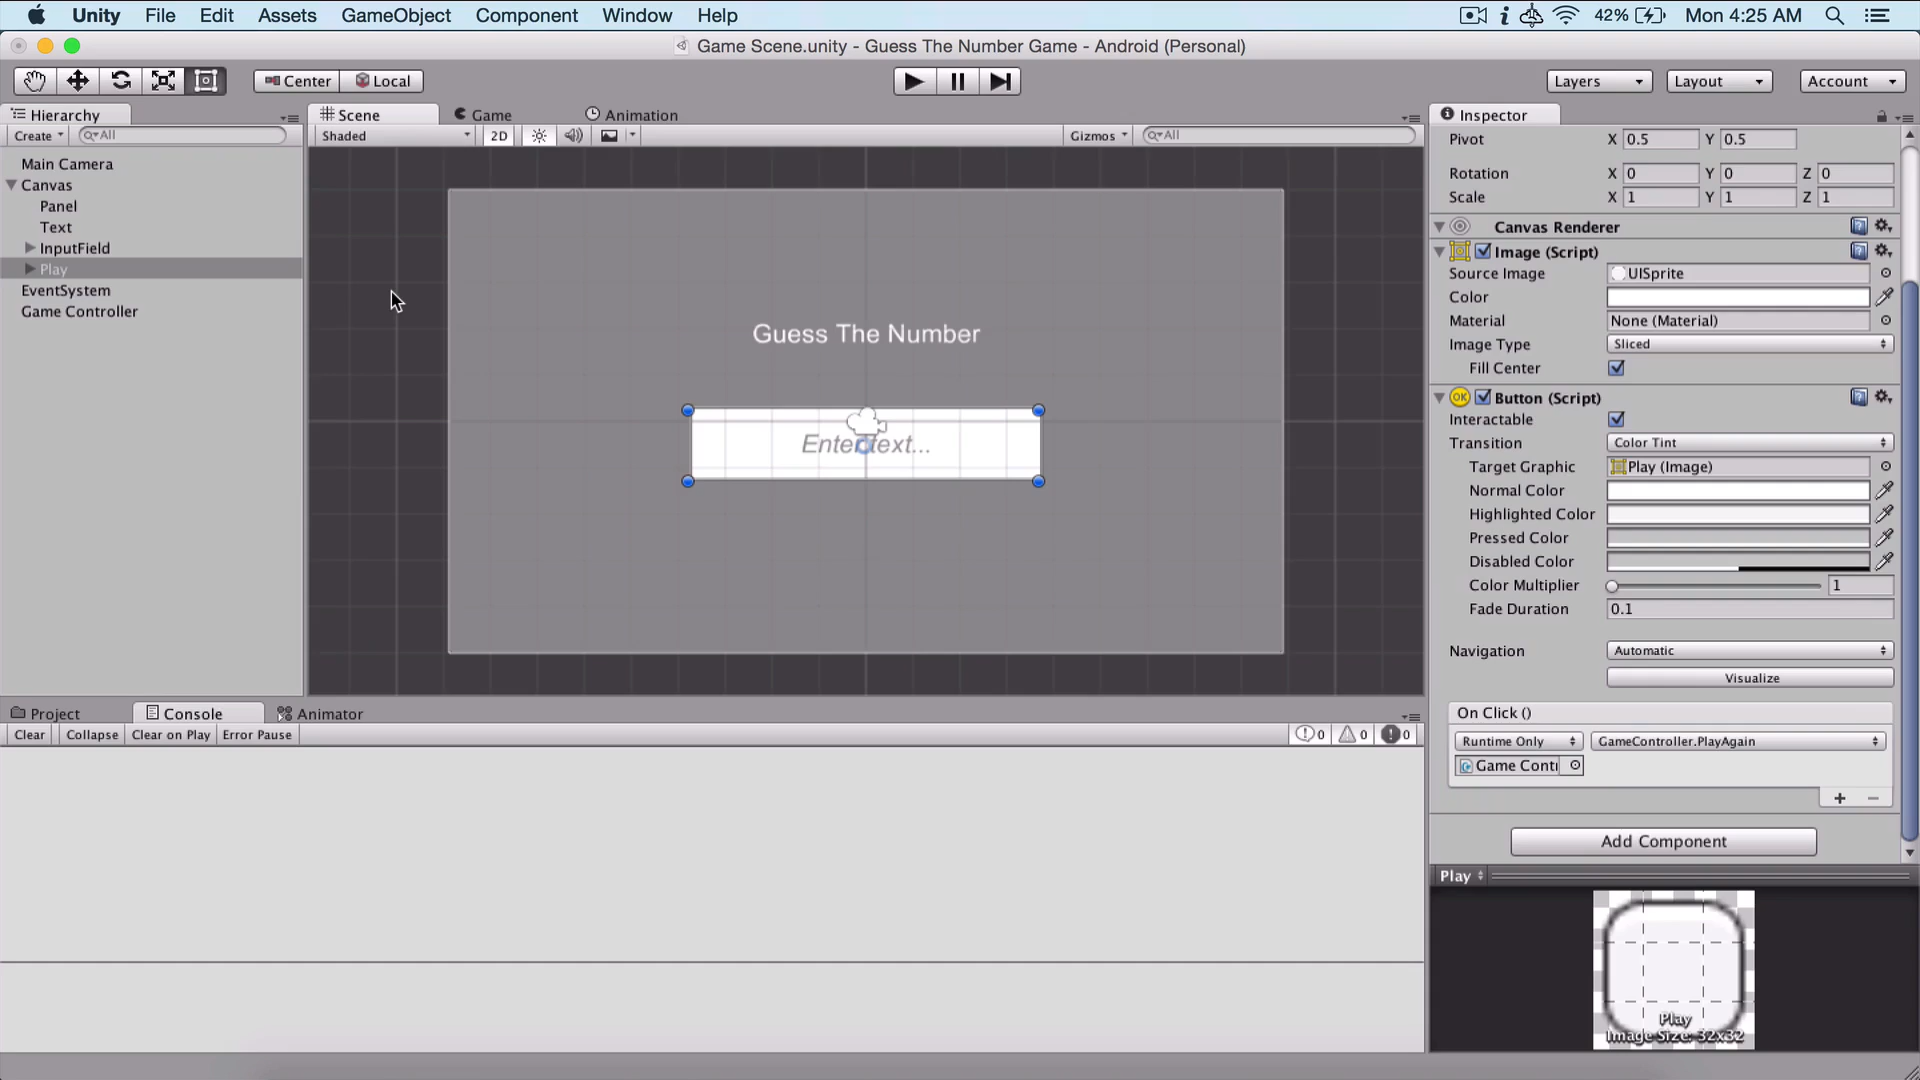 Unity File Edit Assets GameObject Component Window Help 42% Mon 4:25 AM
Game Scene.unity - Guess The Number Game - Android (Personal)
Center Local Layers Layout Account
Hierarchy
Create All
Main Camera
Canvas
Panel
Text
InputField
Play
EventSystem
Game Controller
Scene Game Animation
Shaded 2D Gizmos All
Guess The Number
Enter text...
Project Console Animator
Clear Collapse Clear on Play Error Pause 0 0 0
Inspector
Pivot X 0.5 Y 0.5
Rotation X 0 Y 0 Z 0
Scale X 1 Y 1 Z 1
Canvas Renderer
Image (Script)
Source Image UISprite
Color
Material None (Material)
Image Type Sliced
Fill Center
OK Button (Script)
Interactable
Transition Color Tint
Target Graphic Play (Image)
Normal Color
Highlighted Color
Pressed Color
Disabled Color
Color Multiplier 1
Fade Duration 0.1
Navigation Automatic
Visualize
On Click ()
Runtime Only GameController.PlayAgain
Game Conti
Add Component
Play
Play
Image Size: 32x32